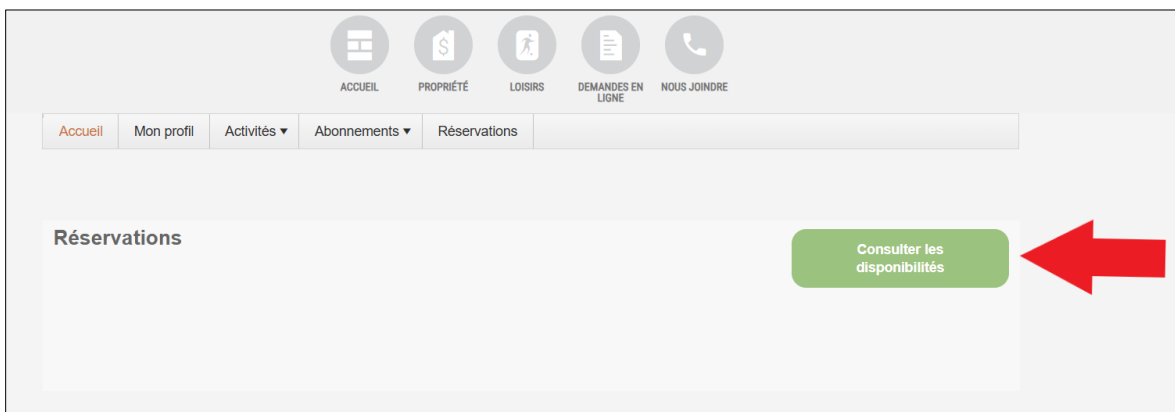 ACCUEIL
PROPRIÉTÉ
LOISIRS
DEMANDES EN
LIGNE
NOUS JOINDRE
Accueil Mon profil Activités ▾ Abonnements ▾ Réservations
Réservations
Consulter les
disponibilités